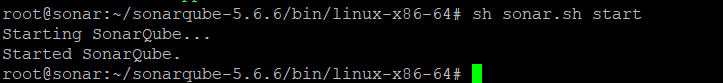 root@sonar:~/sonarqube-5.6.6/bin/linux-x86-64# sh sonar.sh start
Starting SonarQube...
Started SonarQube.
root@sonar:~/sonarqube-5.6.6/bin/linux-x86-64#